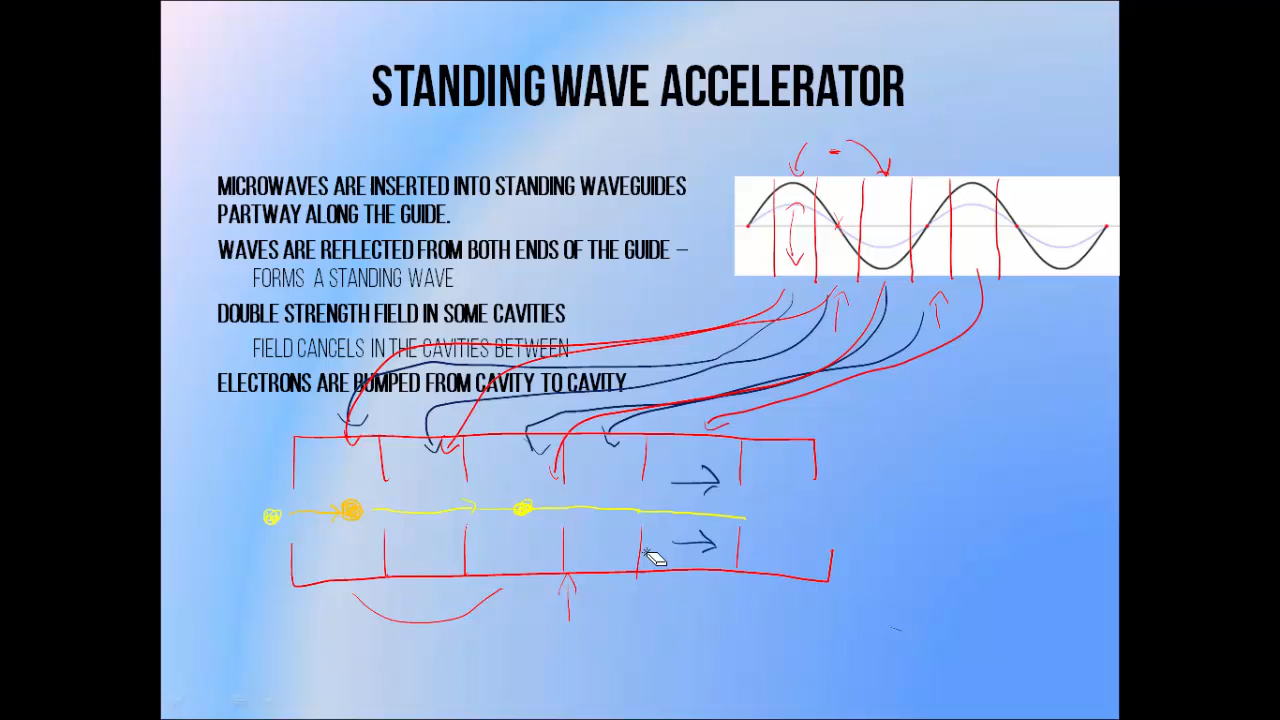 STANDING WAVE ACCELERATOR
MICROWAVES ARE INSERTED INTO STANDING WAVEGUIDES
PARTWAY ALONG THE GUIDE.
WAVES ARE REFLECTED FROM BOTH ENDS OF THE GUIDE –
FORMS A STANDING WAVE
DOUBLE STRENGTH FIELD IN SOME CAVITIES
FIELD CANCELS IN THE CAVITIES BETWEEN
ELECTRONS ARE BUMPED FROM CAVITY TO CAVITY